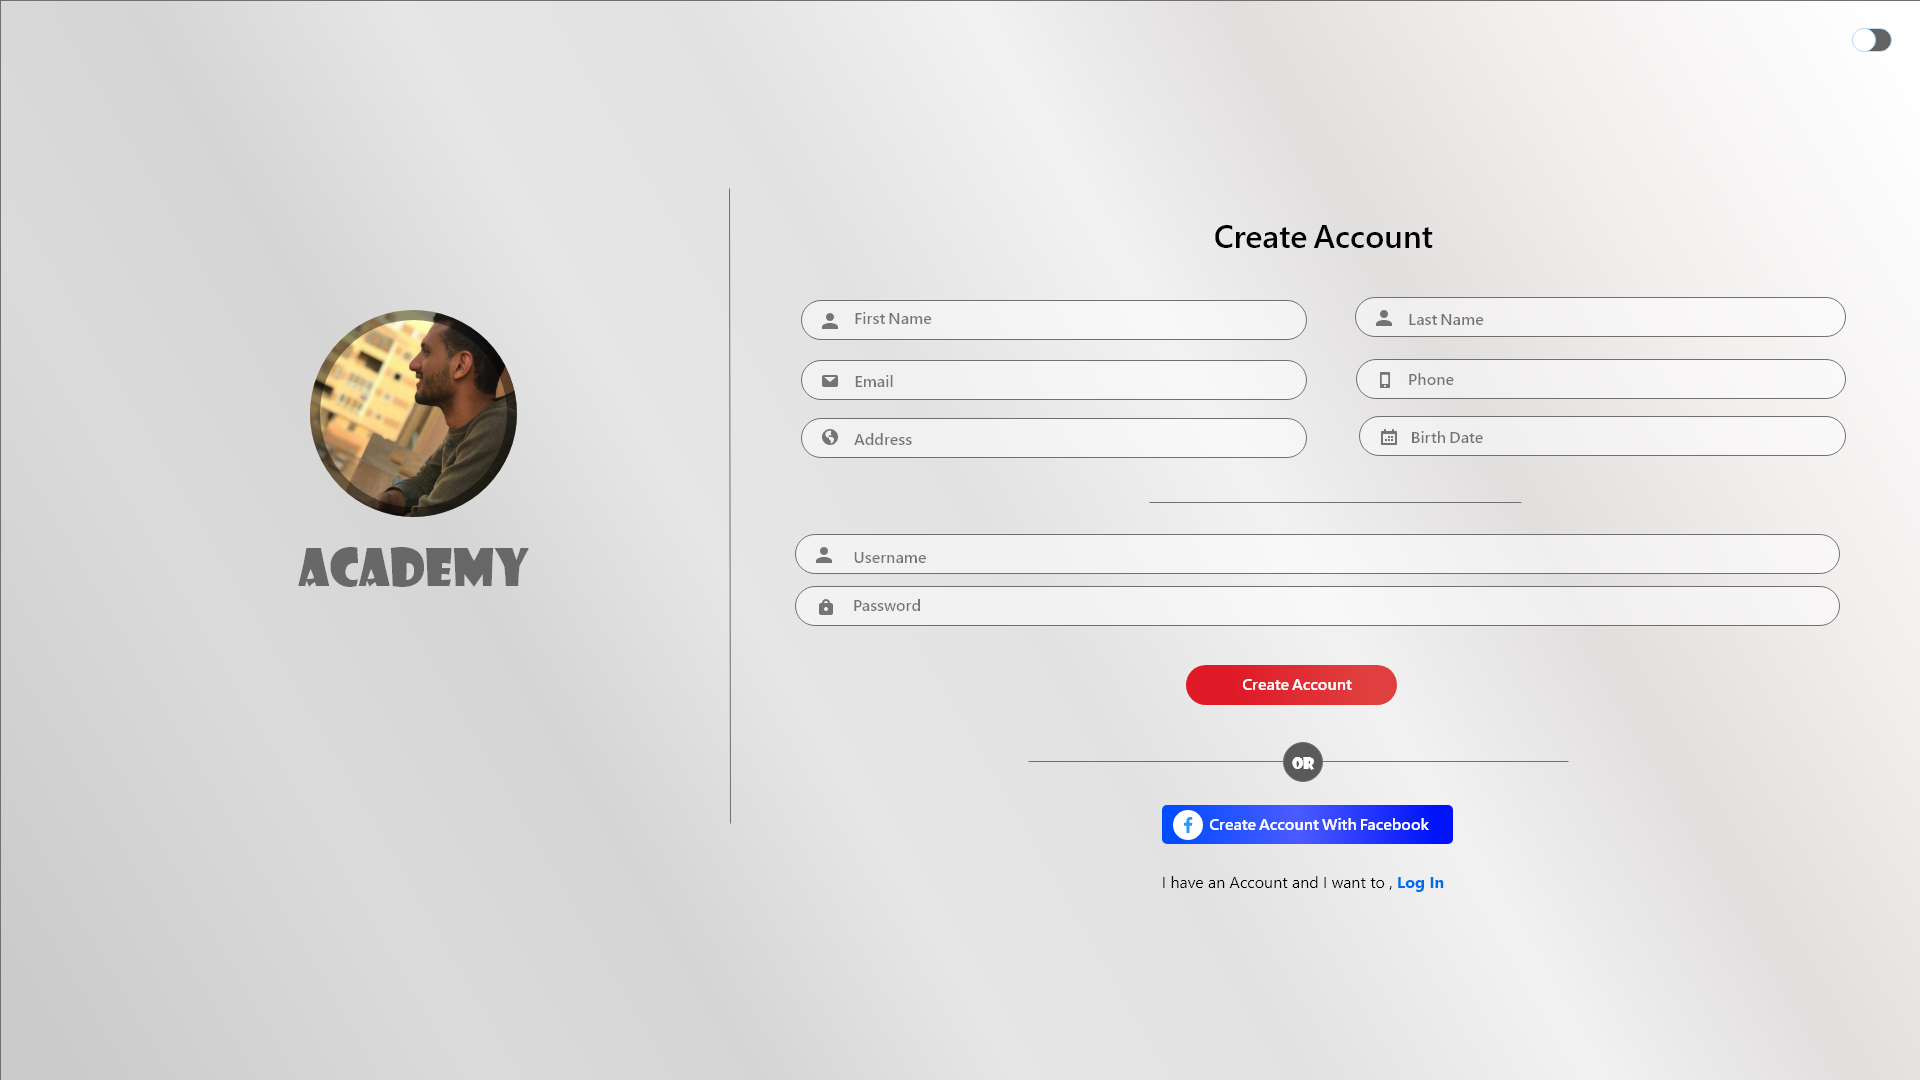 Create Account
First Name
Last Name
Email
Phone
Address
Birth Date
ACADEMY
Username
Password
Create Account
OR
Create Account With Facebook
I have an Account and I want to , Log In